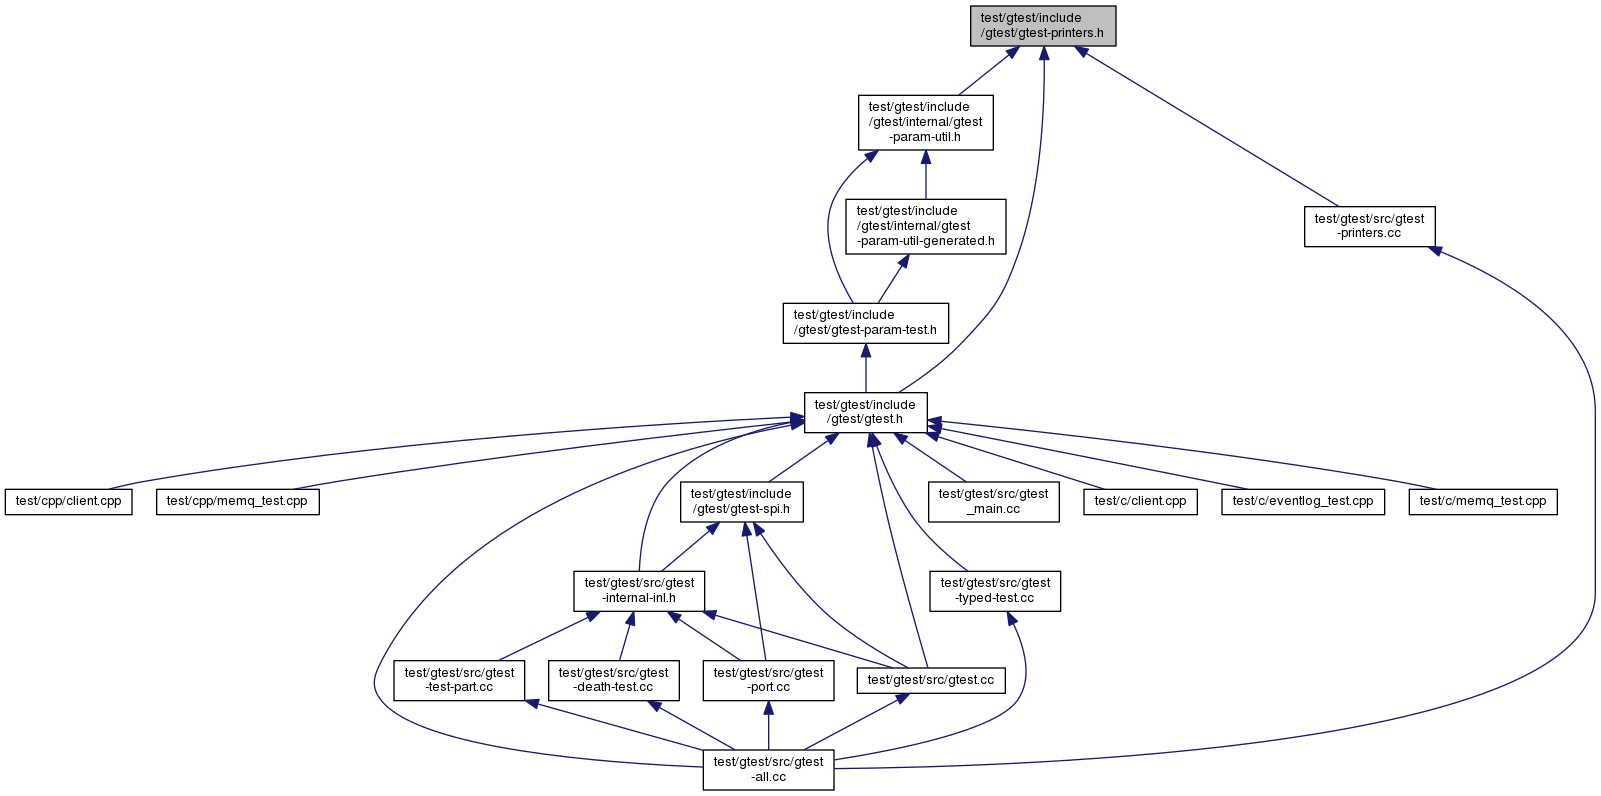 test/gtest/include
/gtest/gtest-printers.h
test/gtest/include
/gtest/internal/gtest
-param-util.h
test/gtest/include
/gtest/internal/gtest
-param-util-generated.h
test/gtest/src/gtest
-printers.cc
test/gtest/include
/gtest/gtest-param-test.h
test/gtest/include
/gtest/gtest.h
test/cpp/client.cpp
test/cpp/memq_test.cpp
test/gtest/include
/gtest/gtest-spi.h
test/gtest/src/gtest
_main.cc
test/c/client.cpp
test/c/eventlog_test.cpp
test/c/memq_test.cpp
test/gtest/src/gtest
-internal-inl.h
test/gtest/src/gtest
-typed-test.cc
test/gtest/src/gtest
-test-part.cc
test/gtest/src/gtest
-death-test.cc
test/gtest/src/gtest
-port.cc
test/gtest/src/gtest.cc
test/gtest/src/gtest
-all.cc